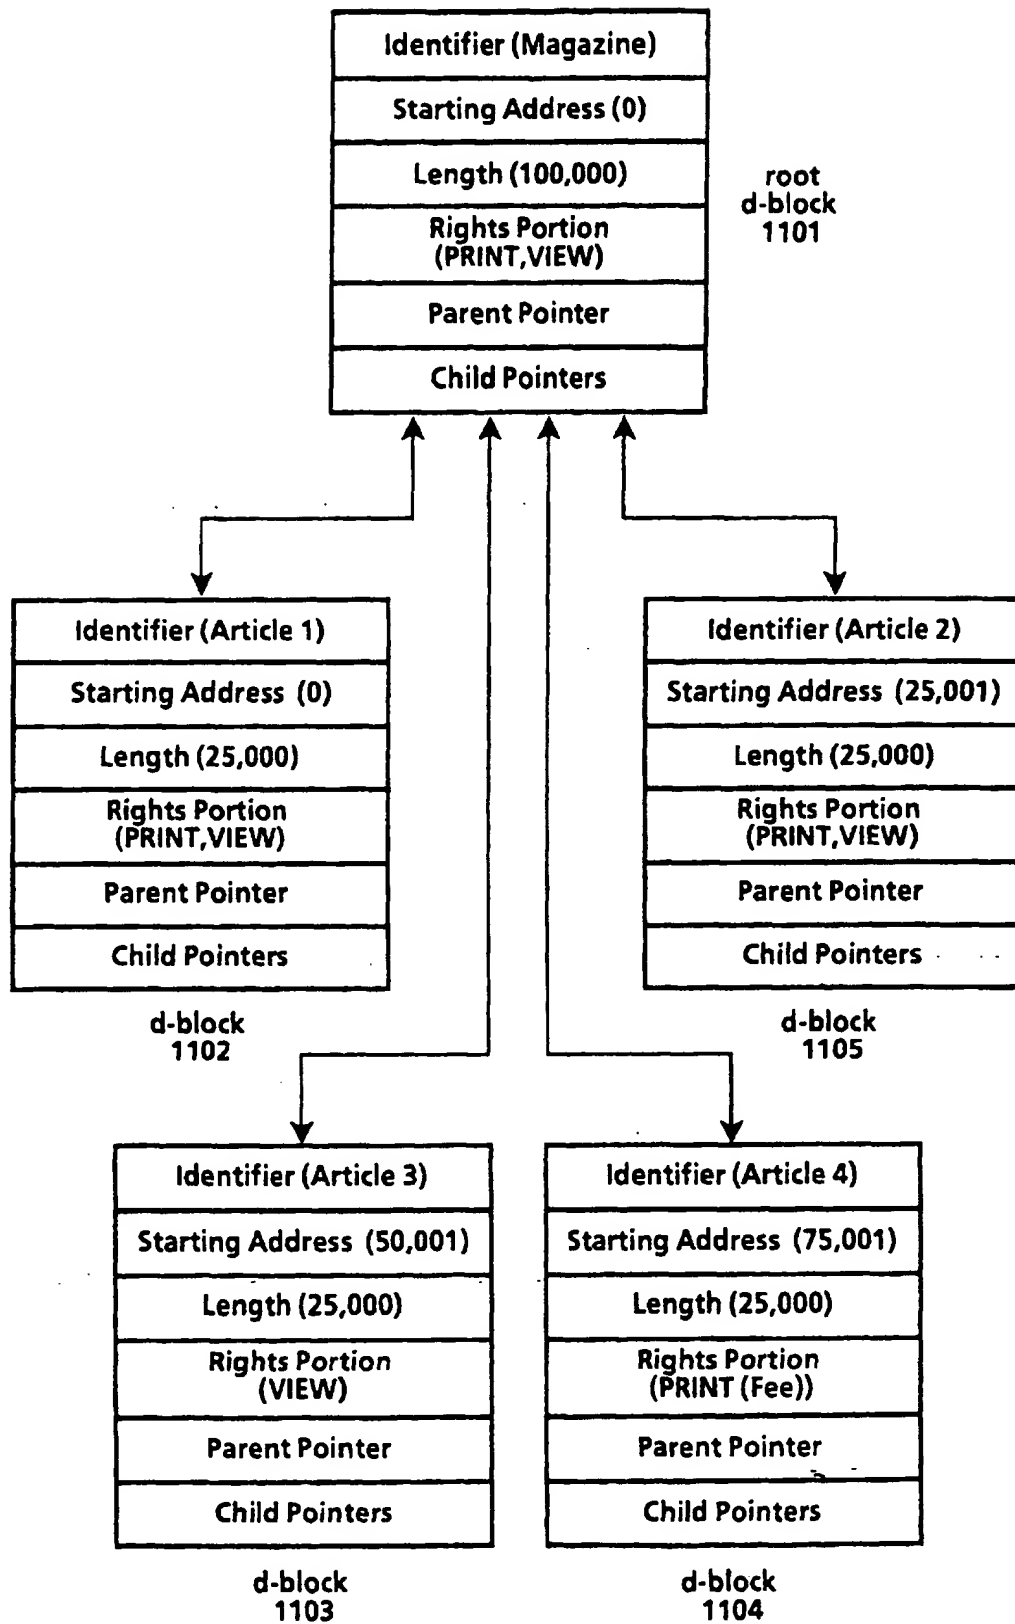 Identifier (Magazine)
Starting Address (0)
Length (100,000)
Rights Portion
(PRINT,VIEW)
Parent Pointer
Child Pointers
root
d-block
1101
Identifier (Article 1)
Starting Address (0)
Length (25,000)
Rights Portion
(PRINT,VIEW)
Parent Pointer
Child Pointers
d-block
1102
Identifier (Article 2)
Starting Address (25,001)
Length (25,000)
Rights Portion
(PRINT,VIEW)
Parent Pointer
Child Pointers
d-block
1105
Identifier (Article 3)
Starting Address (50,001)
Length (25,000)
Rights Portion
(VIEW)
Parent Pointer
Child Pointers
d-block
1103
Identifier (Article 4)
Starting Address (75,001)
Length (25,000)
Rights Portion
(PRINT (Fee))
Parent Pointer
Child Pointers
d-block
1104